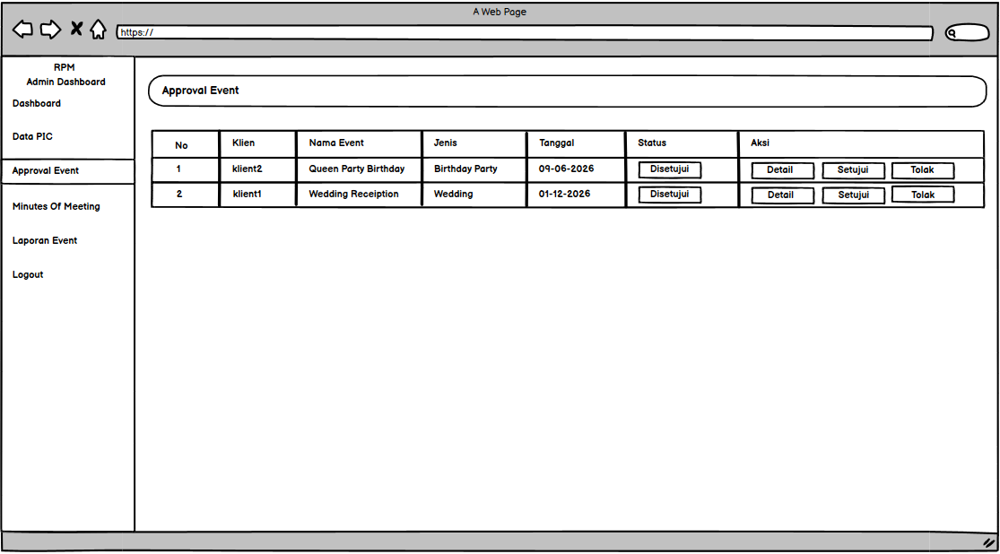 A Web Page
https://
RPM
Admin Dashboard
Dashboard
Data PIC
Approval Event
Minutes Of Meeting
Laporan Event
Logout
Approval Event
No Klien Nama Event Jenis Tanggal Status Aksi
1 klient2 Queen Party Birthday Birthday Party 09-06-2026 Disetujui Detail Setujui Tolak
2 klient1 Wedding Receiption Wedding 01-12-2026 Disetujui Detail Setujui Tolak